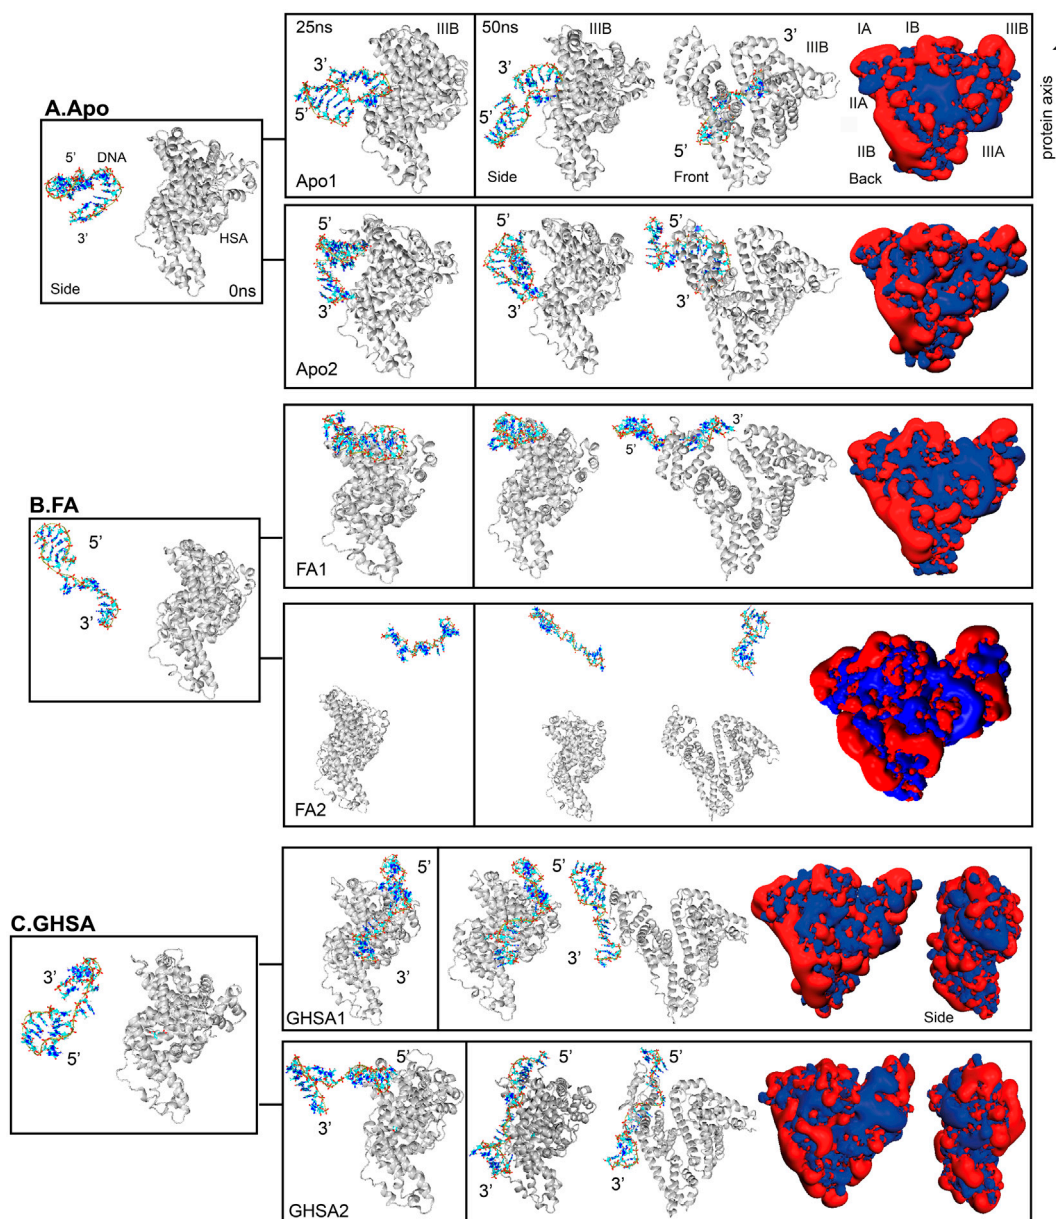 A.Apo
5’
DNA
3’
HSA
Side
0ns
25ns
IIIB
3’
5’
Apo1
50ns
IIIB
3’
5’
Side
3’
IIIB
5’
Front
IA
IB
IIIB
IIA
IIB
IIIA
Back
protein axis
5’
3’
Apo2
5’
3’
5’
3’
B.FA
5’
3’
FA1
3’
5’
FA2
C.GHSA
3’
5’
5’
3’
GHSA1
5’
3’
5’
3’
Side
5’
3’
GHSA2
5’
3’
5’
3’